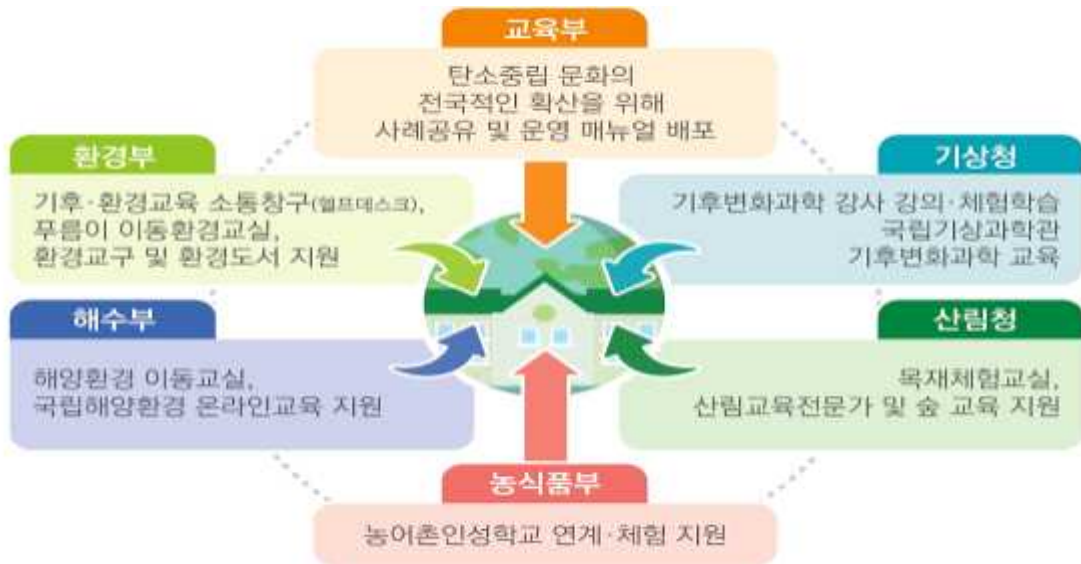 교육부
탄소중립 문화의
전국적인 확산을 위해
사례공유 및 운영 매뉴얼 배포
환경부
기후·환경교육 소통창구(헬프데스크),
푸름이 이동환경교실,
환경교구 및 환경도서 지원
기상청
기후변화과학 강사 강의·체험학습
국립기상과학관
기후변화과학 교육
해수부
해양환경 이동교실,
국립해양환경 온라인교육 지원
산림청
목재체험교실,
산림교육전문가 및 숲 교육 지원
농식품부
농어촌인성학교 연계·체험 지원